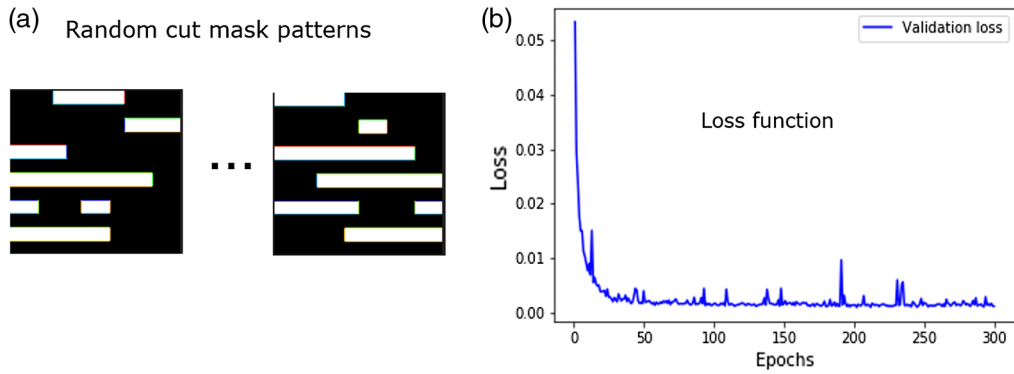 (a)
Random cut mask patterns
...
(b)
Validation loss
Loss function
Loss
0.05
0.04
0.03
0.02
0.01
0.00
0
50
100
150
200
250
300
Epochs